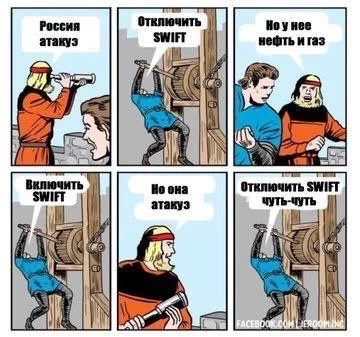 Россия
атакуэ
Отключить
SWIFT
Но у нее
нефть и газ
Включить
SWIFT
Но она
атакуэ
Отключить SWIFT
чуть-чуть
FACEBOOK.COM/JEROOM.INC